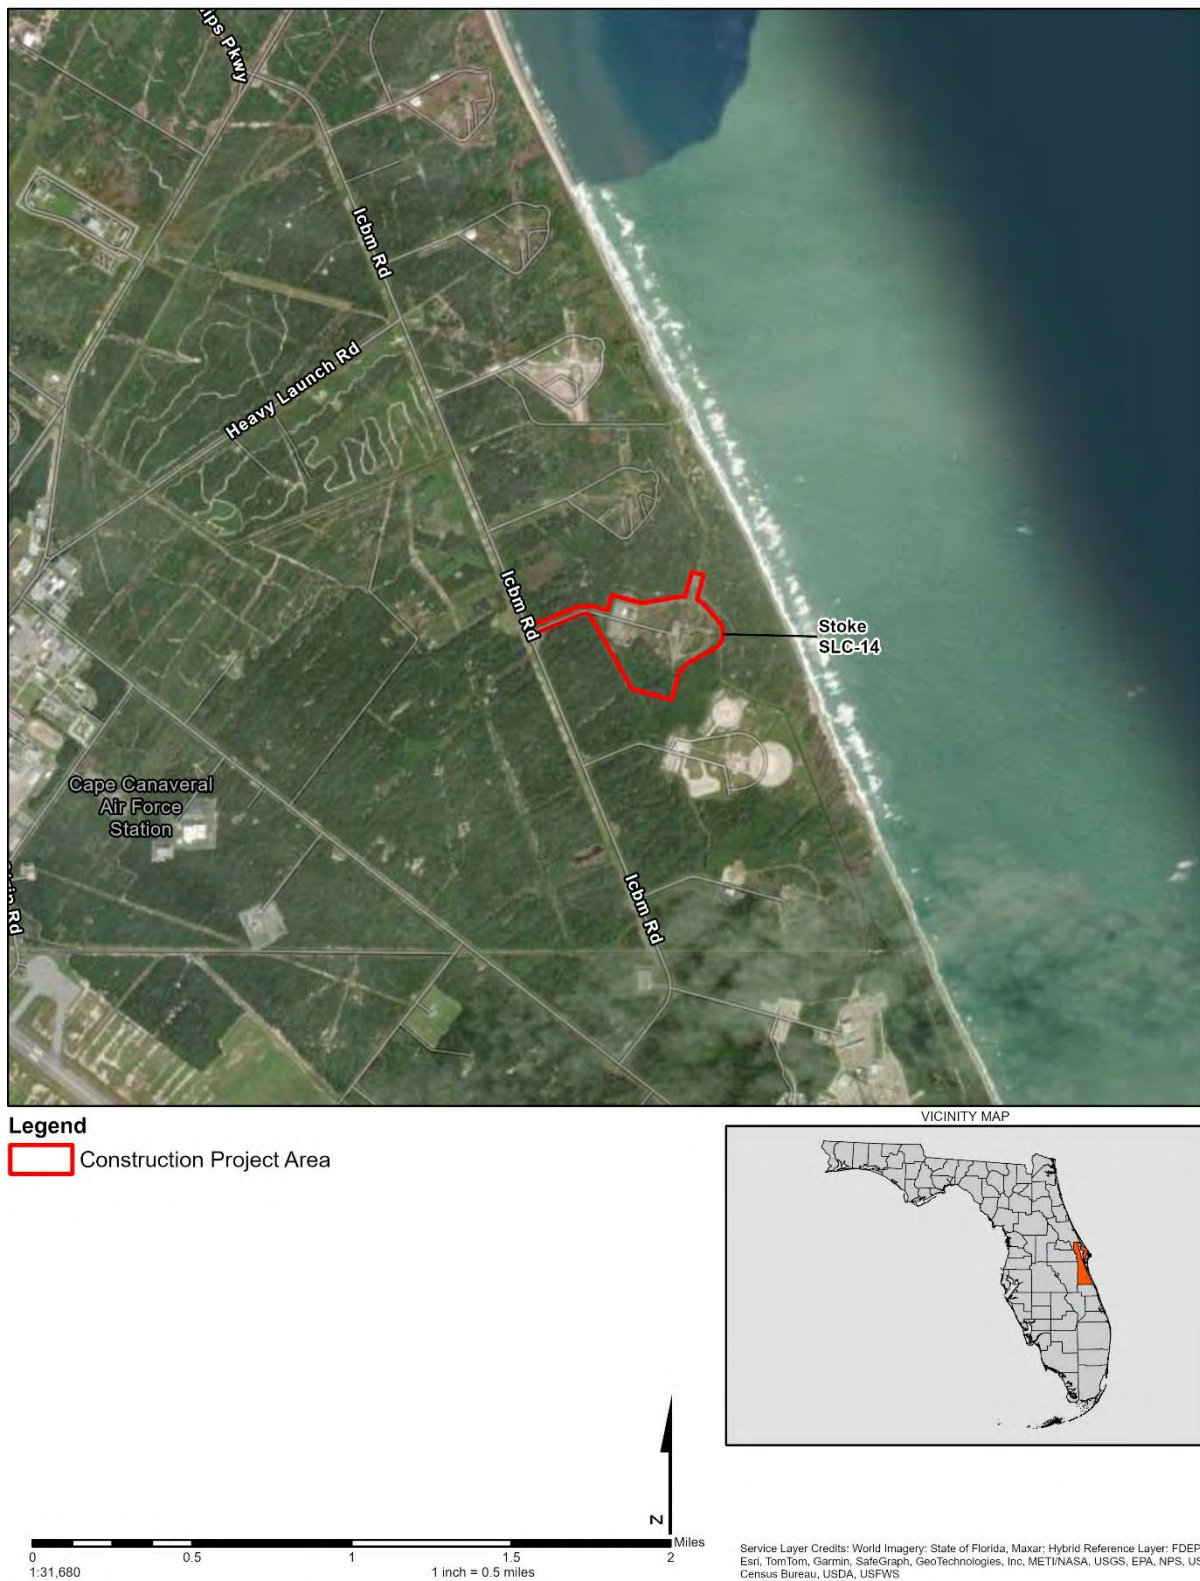 ips Pkwy
Icbm Rd
Heavy Launch Rd
Icbm Rd
Stoke
SLC-14
Cape Canaveral
Air Force
Station
Icbm Rd
Rd
Legend
Construction Project Area
VICINITY MAP
N
Miles
0 0.5 1 1.5 2
1:31,680 1 inch = 0.5 miles
Service Layer Credits: World Imagery: State of Florida, Maxar; Hybrid Reference Layer: FDEP
Esri, TomTom, Garmin, SafeGraph, GeoTechnologies, Inc, METI/NASA, USGS, EPA, NPS, US
Census Bureau, USDA, USFWS